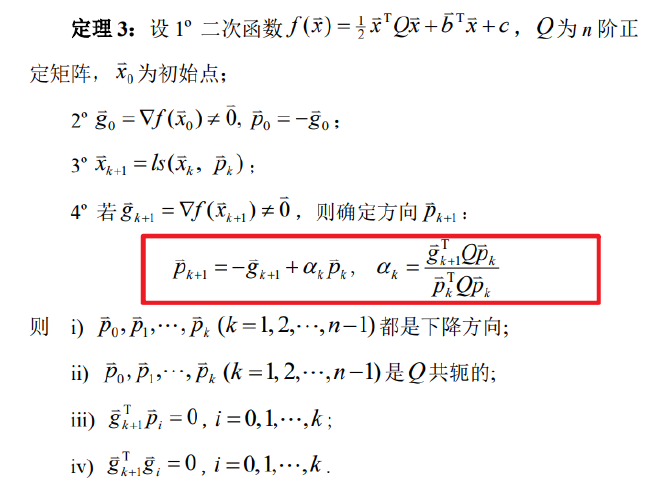 定理 3：设 1º 二次函数 $f(\vec{x})=\frac{1}{2}\vec{x}^{\mathrm{T}}Q\vec{x}+\vec{b}^{\mathrm{T}}\vec{x}+c$，$Q$ 为 $n$ 阶正
定矩阵，$\vec{x}_0$ 为初始点；
2º $\vec{g}_0=\nabla f(\vec{x}_0)\neq\vec{0},\ \vec{p}_0=-\vec{g}_0$；
3º $\vec{x}_{k+1}=ls(\vec{x}_k,\ \vec{p}_k)$；
4º 若 $\vec{g}_{k+1}=\nabla f(\vec{x}_{k+1})\neq\vec{0}$，则确定方向 $\vec{p}_{k+1}$：
$\vec{p}_{k+1}=-\vec{g}_{k+1}+\alpha_k\vec{p}_k,\quad \alpha_k=\frac{\vec{g}_{k+1}^{\mathrm{T}}Q\vec{p}_k}{\vec{p}_k^{\mathrm{T}}Q\vec{p}_k}$
则 i) $\vec{p}_0,\vec{p}_1,\cdots,\vec{p}_k\ (k=1,2,\cdots,n-1)$ 都是下降方向;
ii) $\vec{p}_0,\vec{p}_1,\cdots,\vec{p}_k\ (k=1,2,\cdots,n-1)$ 是 $Q$ 共轭的;
iii) $\vec{g}_{k+1}^{\mathrm{T}}\vec{p}_i=0$, $i=0,1,\cdots,k$;
iv) $\vec{g}_{k+1}^{\mathrm{T}}\vec{g}_i=0$, $i=0,1,\cdots,k$.